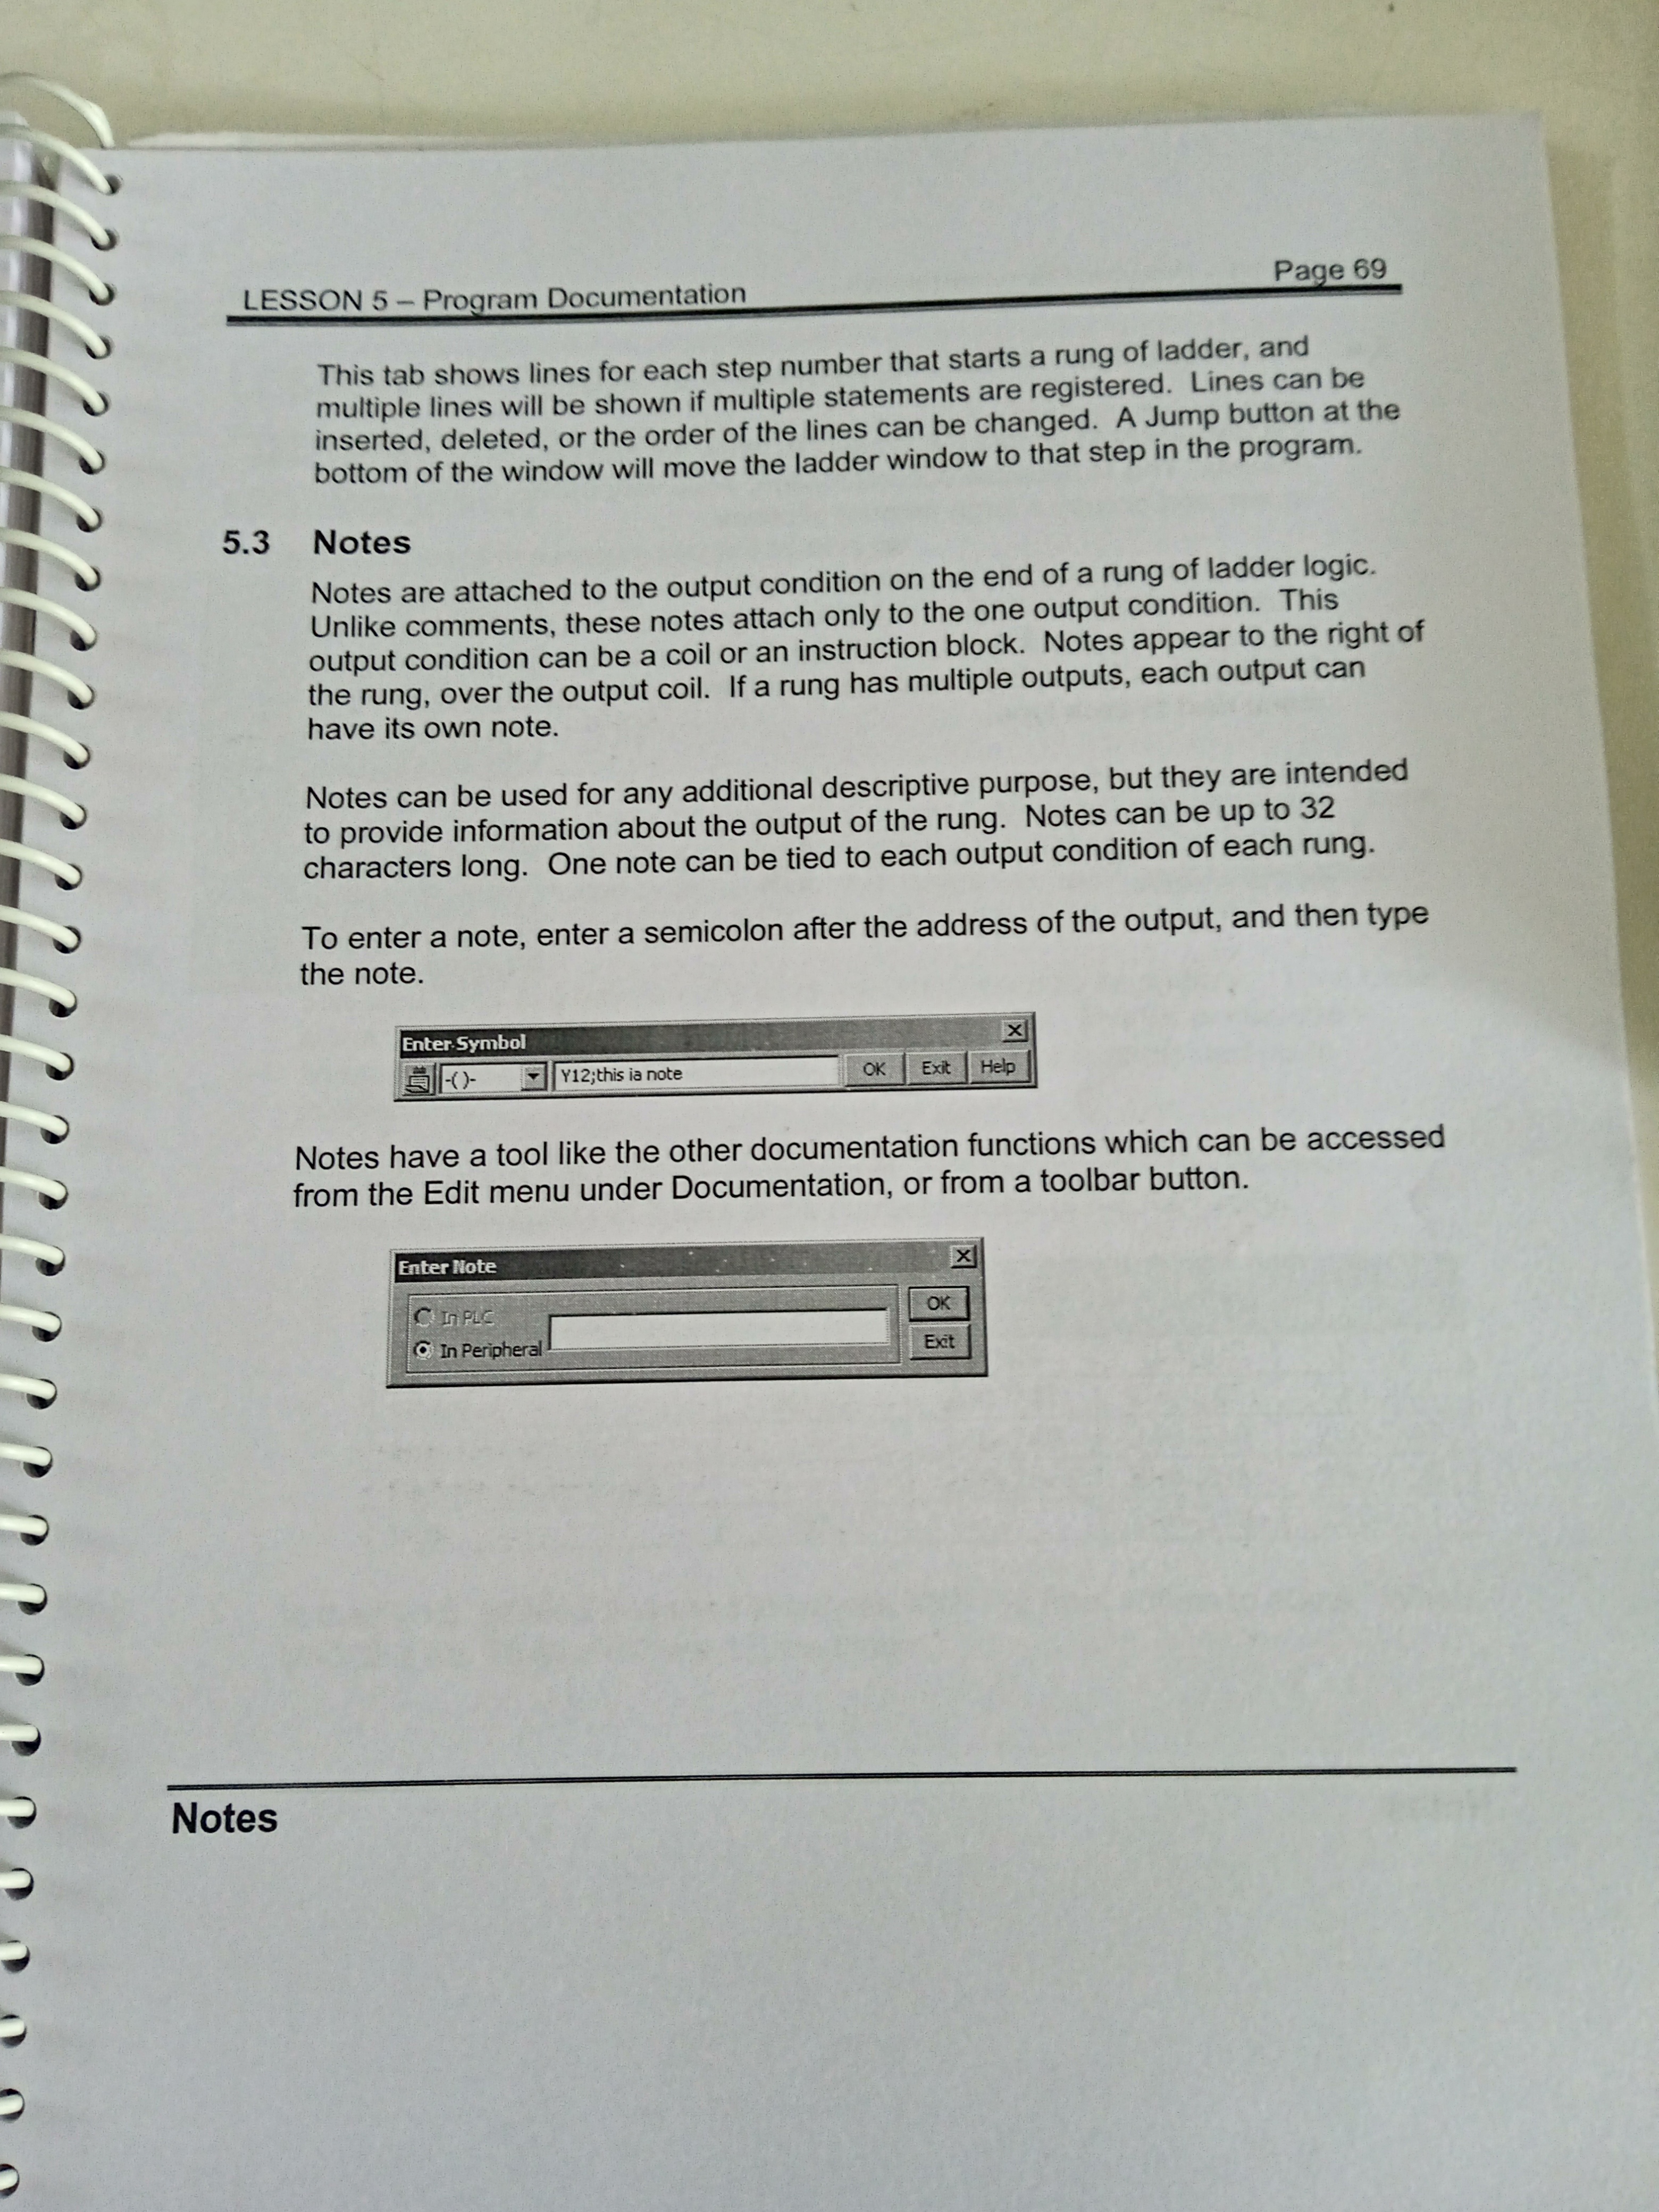 Page 69
LESSON 5 – Program Documentation
This tab shows lines for each step number that starts a rung of ladder, and
multiple lines will be shown if multiple statements are registered.  Lines can be
inserted, deleted, or the order of the lines can be changed.  A Jump button at the
bottom of the window will move the ladder window to that step in the program.
5.3 Notes
Notes are attached to the output condition on the end of a rung of ladder logic.
Unlike comments, these notes attach only to the one output condition.  This
output condition can be a coil or an instruction block.  Notes appear to the right of
the rung, over the output coil.  If a rung has multiple outputs, each output can
have its own note.
Notes can be used for any additional descriptive purpose, but they are intended
to provide information about the output of the rung.  Notes can be up to 32
characters long.  One note can be tied to each output condition of each rung.
To enter a note, enter a semicolon after the address of the output, and then type
the note.
Enter Symbol
-( )- Y12;this ia note OK Exit Help
Notes have a tool like the other documentation functions which can be accessed
from the Edit menu under Documentation, or from a toolbar button.
Enter Note
In PLC OK
In Peripheral Exit
Notes